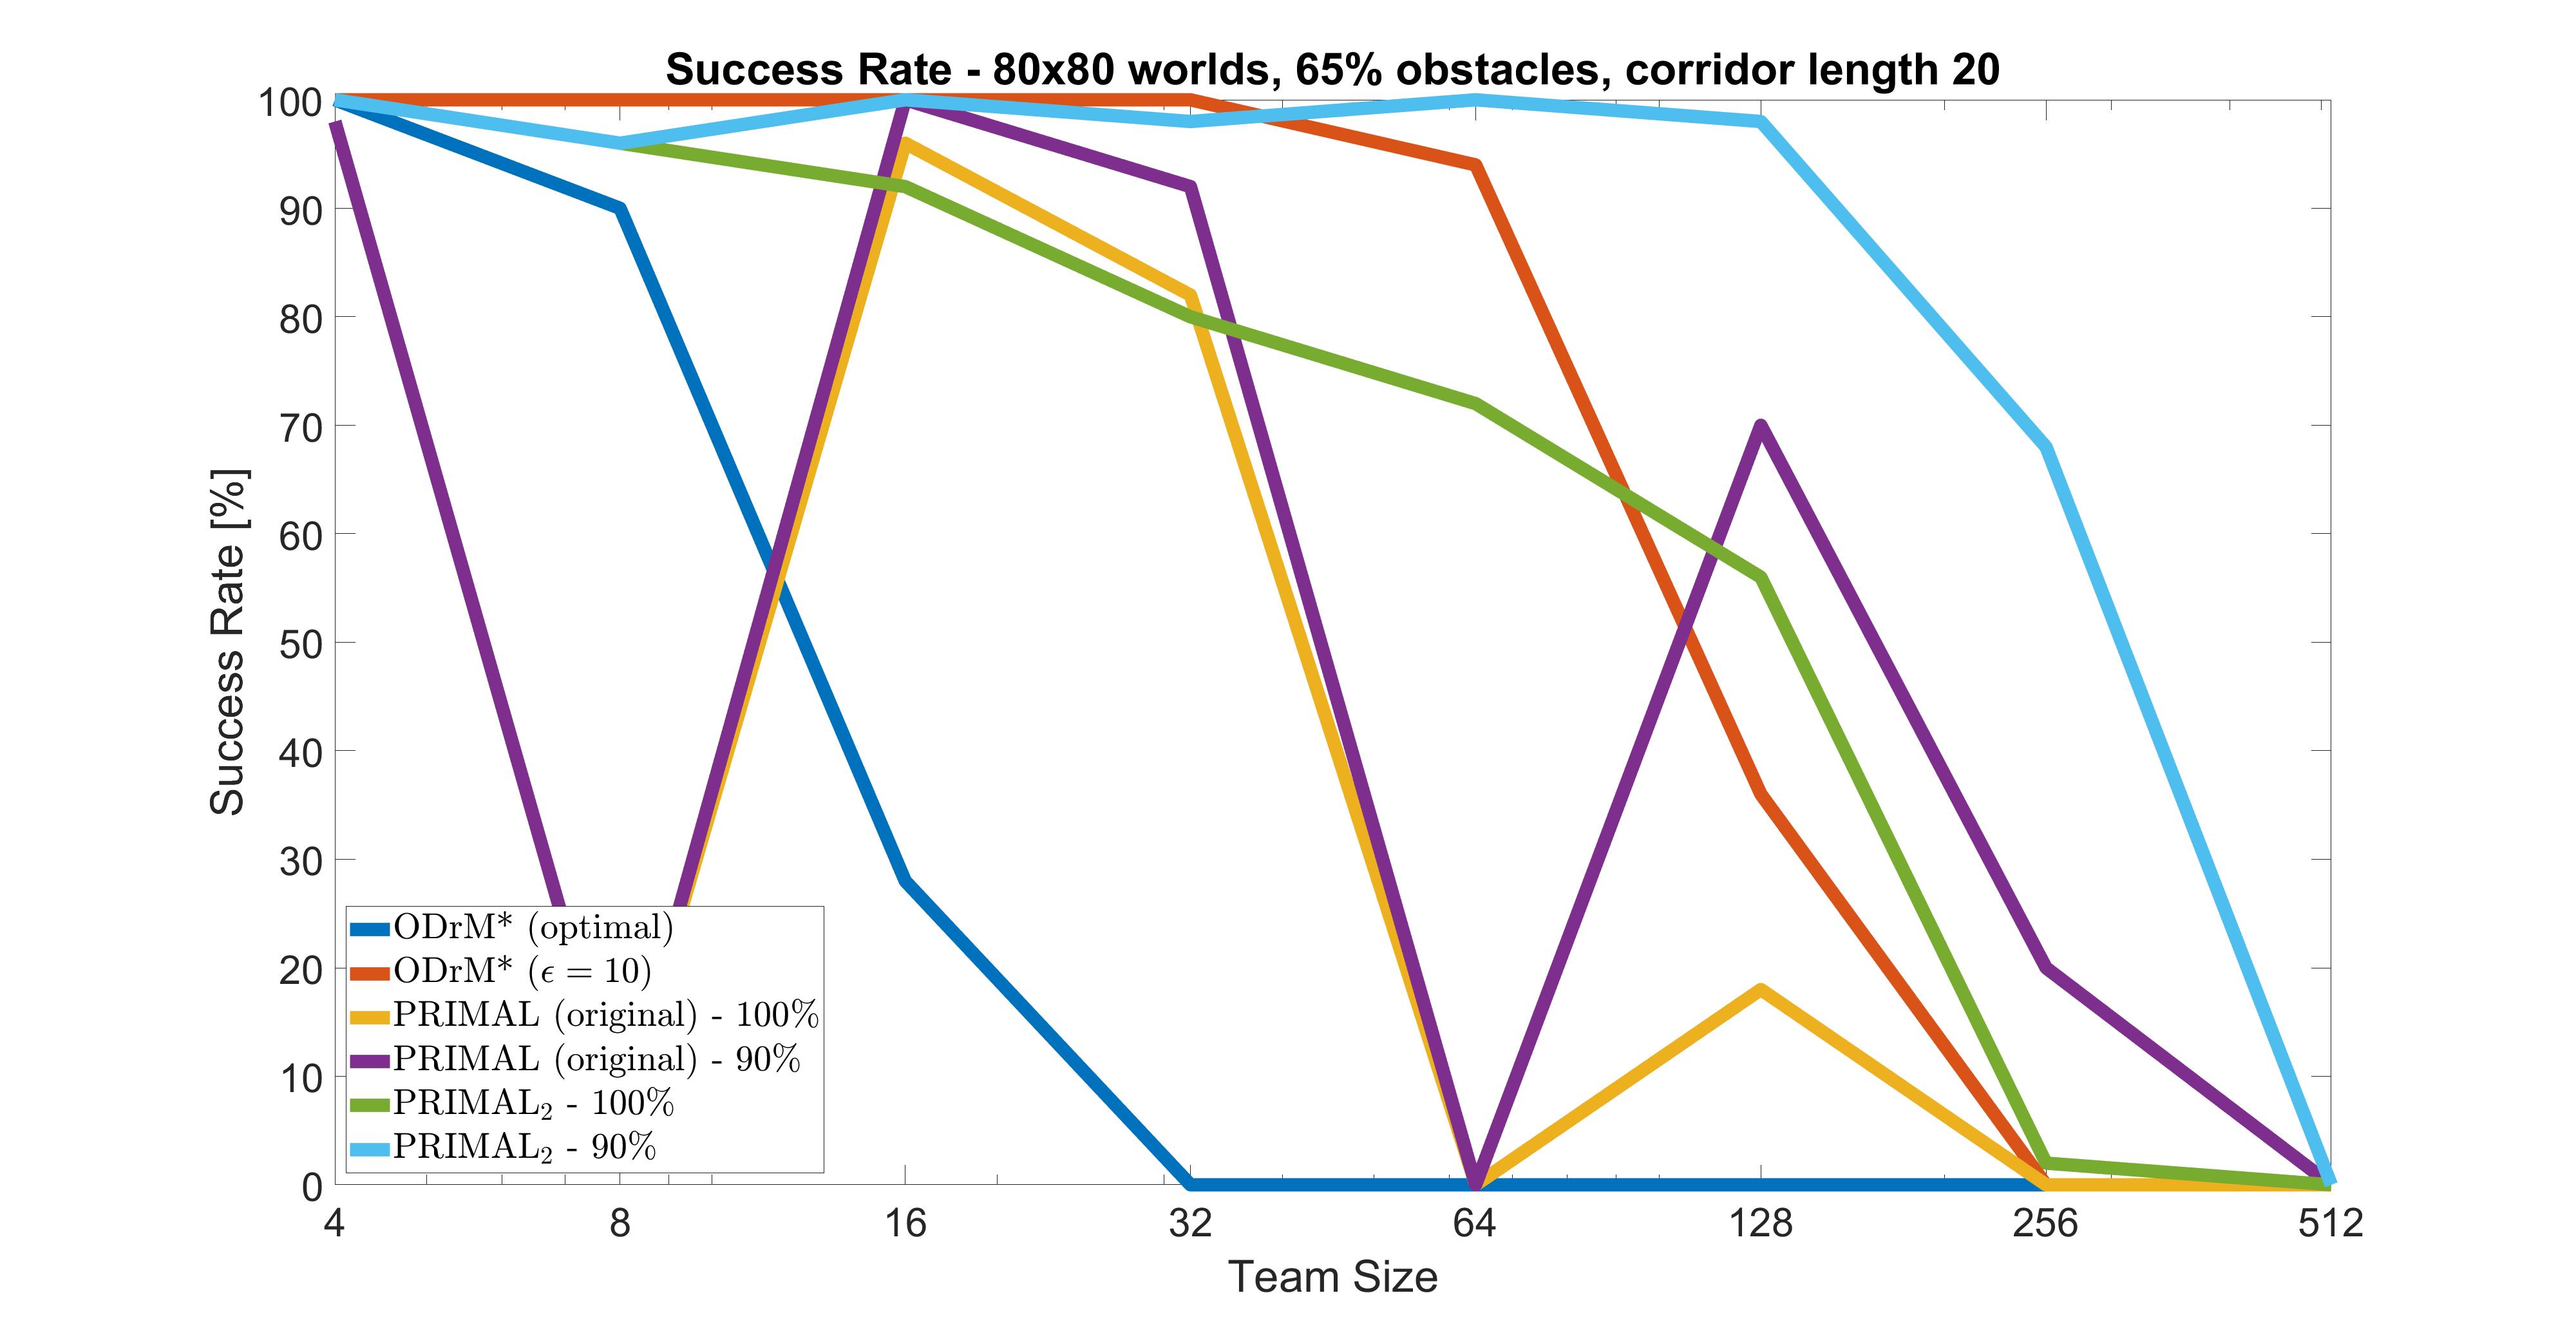 Success Rate - 80x80 worlds, 65% obstacles, corridor length 20
100
90
80
70
60
50
40
30
20
10
0
Success Rate [%]
ODrM* (optimal)
ODrM* (ϵ = 10)
PRIMAL (original) - 100%
PRIMAL (original) - 90%
PRIMAL₂ - 100%
PRIMAL₂ - 90%
4 8 16 32 64 128 256 512
Team Size